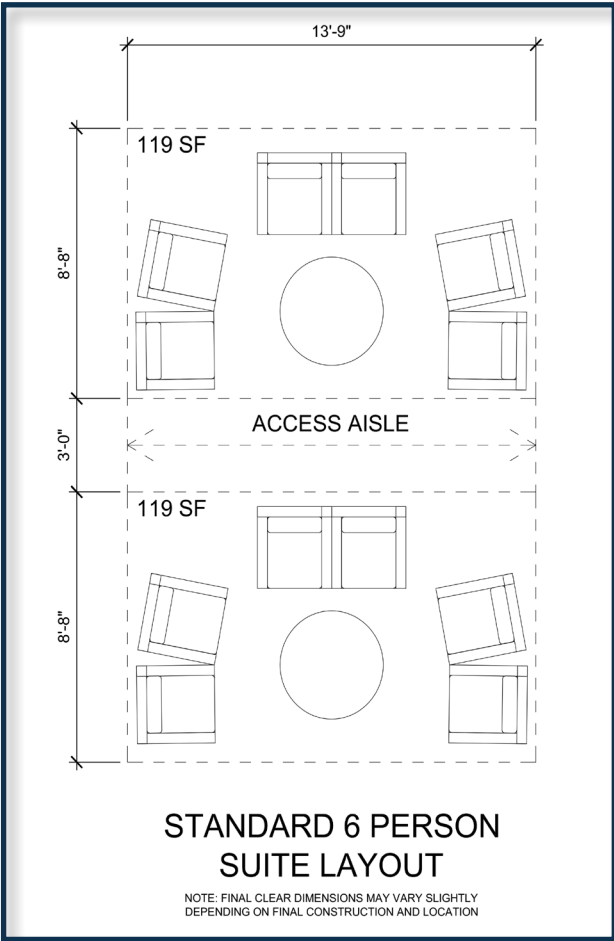 13'-9"
119 SF
8'-8"
ACCESS AISLE
3'-0"
119 SF
8'-8"
STANDARD 6 PERSON
SUITE LAYOUT
NOTE: FINAL CLEAR DIMENSIONS MAY VARY SLIGHTLY
DEPENDING ON FINAL CONSTRUCTION AND LOCATION